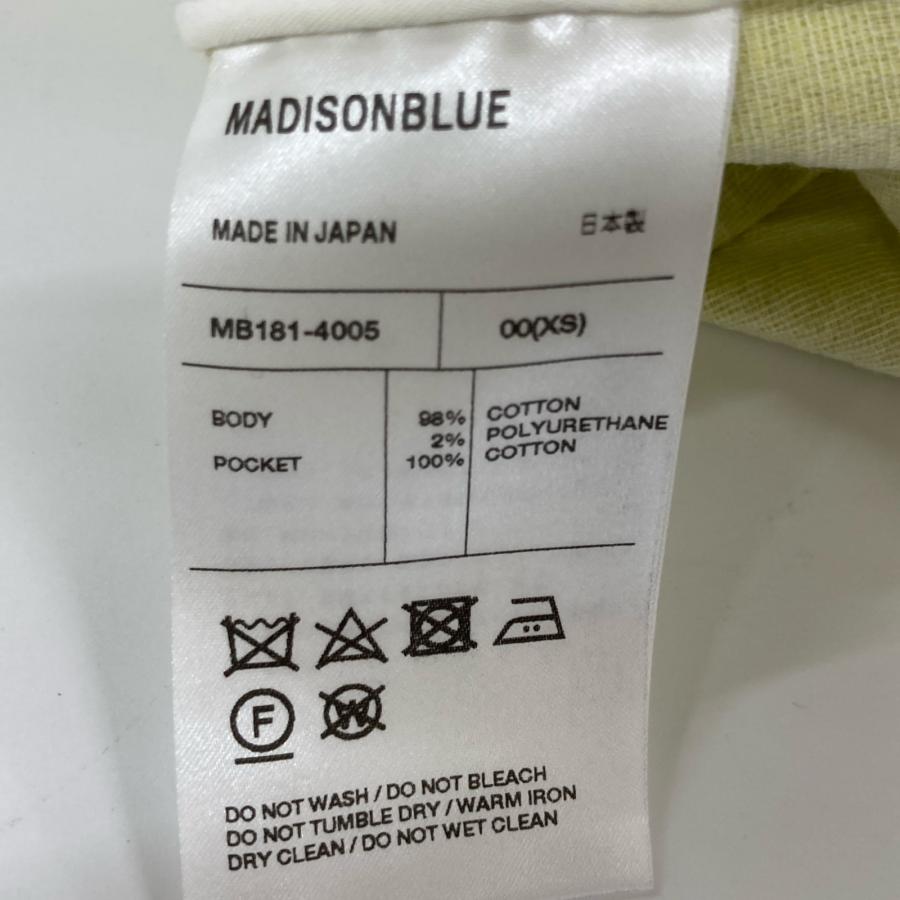 MADISONBLUE
MADE IN JAPAN 日本製
MB181-4005 00(XS)
BODY 98% COTTON
2% POLYURETHANE
POCKET 100% COTTON
F
W
DO NOT WASH / DO NOT BLEACH
DO NOT TUMBLE DRY / WARM IRON
DRY CLEAN / DO NOT WET CLEAN